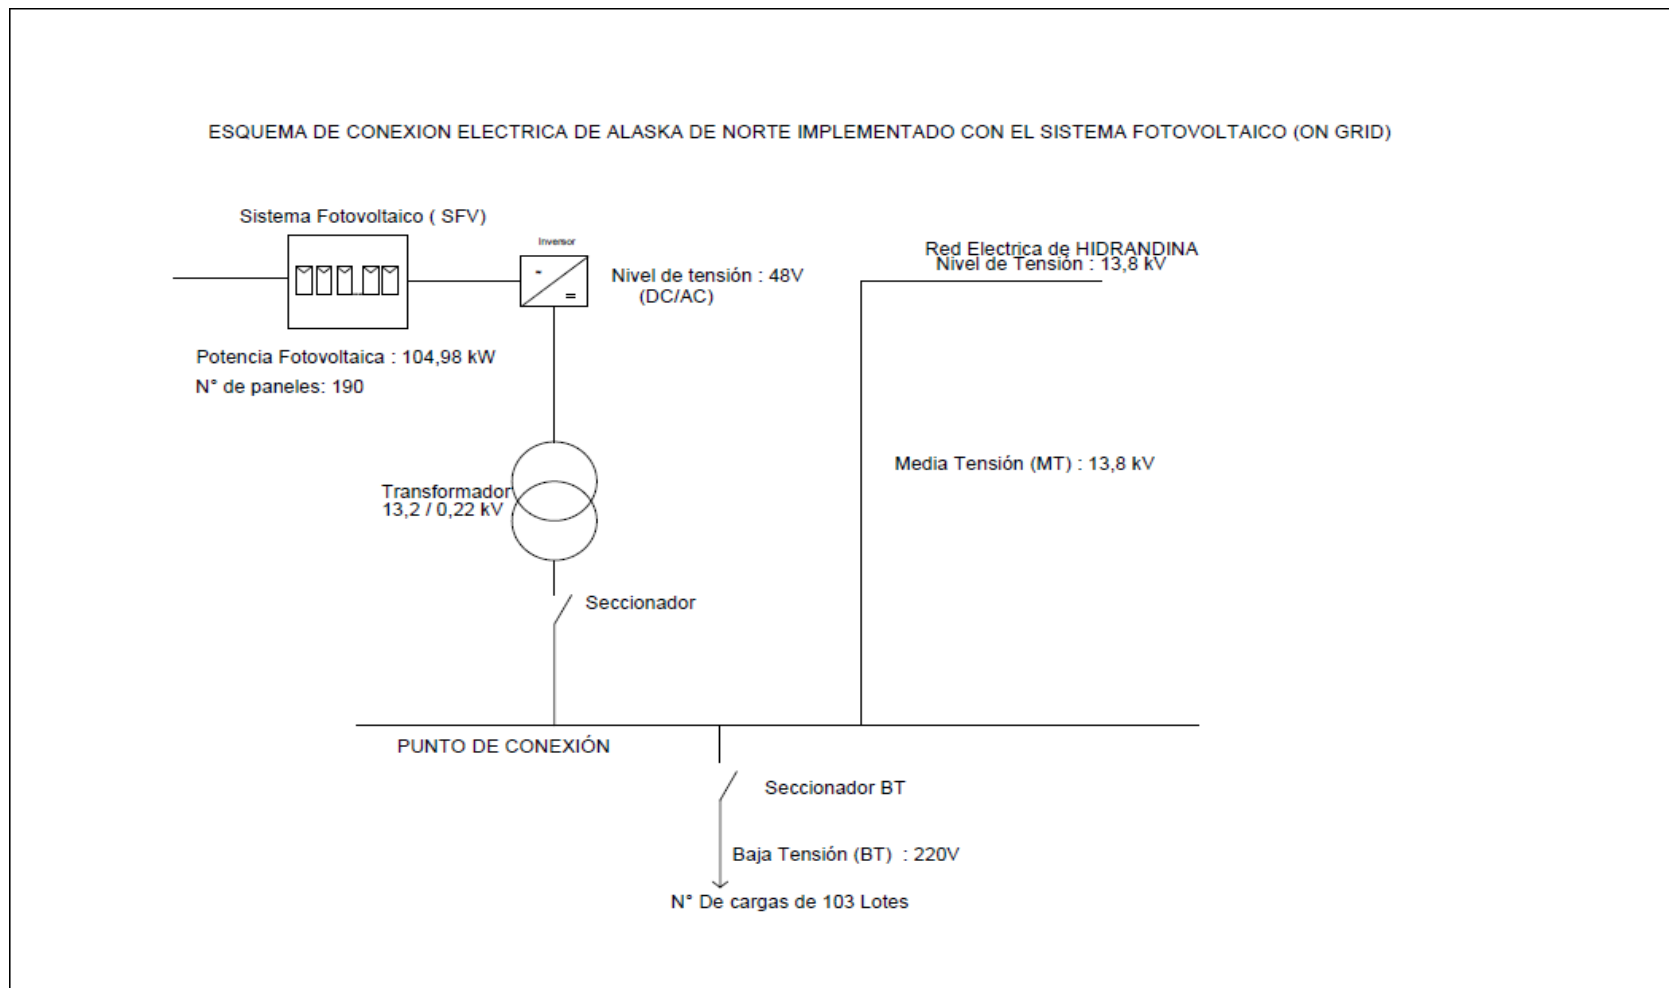 ESQUEMA DE CONEXION ELECTRICA DE ALASKA DE NORTE IMPLEMENTADO CON EL SISTEMA FOTOVOLTAICO (ON GRID)
Sistema Fotovoltaico ( SFV)
Inversor
Nivel de tensión : 48V
(DC/AC)
Red Electrica de HIDRANDINA
Nivel de Tensión : 13,8 kV
Potencia Fotovoltaica : 104,98 kW
N° de paneles: 190
Media Tensión (MT) : 13,8 kV
Transformador
13,2 / 0,22 kV
Seccionador
PUNTO DE CONEXIÓN
Seccionador BT
Baja Tensión (BT) : 220V
N° De cargas de 103 Lotes